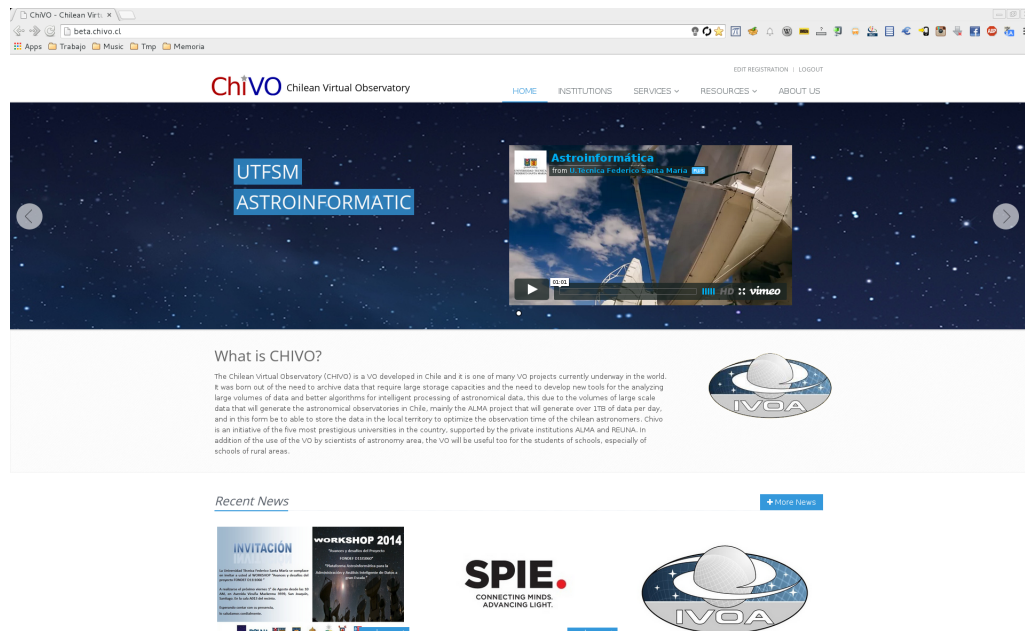 ChiVO - Chilean Virtu
beta.chivo.cl
Apps Trabajo Music Tmp Memoria
EDIT REGISTRATION | LOGOUT
ChiVO Chilean Virtual Observatory
HOME INSTITUTIONS SERVICES RESOURCES ABOUT US
UTFSM
ASTROINFORMATIC
Astroinformática
from U.Tecnica Federico Santa Maria
01:01
HD vimeo
What is CHIVO?
The Chilean Virtual Observatory (CHIVO) is a VO developed in Chile and it is one of many VO projects currently underway in the world.
It was born out of the need to archive data that require large storage capacities and the need to develop new tools for the analyzing
large volumes of data and better algorithms for intelligent processing of astronomical data, this due to the volumes of large scale
data that will generate the astronomical observatories in Chile, mainly the ALMA project that will generate over 1TB of data per day,
and in this form be able to store the data in the local territory to optimize the observation time of the chilean astronomers. Chivo
is an initiative of the five most prestigious universities in the country, supported by the private institutions ALMA and REUNA. In
addition of the use of the VO by scientists of astronomy area, the VO will be useful too for the students of schools, especially of
schools of rural areas.
IVOA
Recent News
More News
INVITACIÓN
WORKSHOP 2014
SPIE.
CONNECTING MINDS.
ADVANCING LIGHT.
IVOA